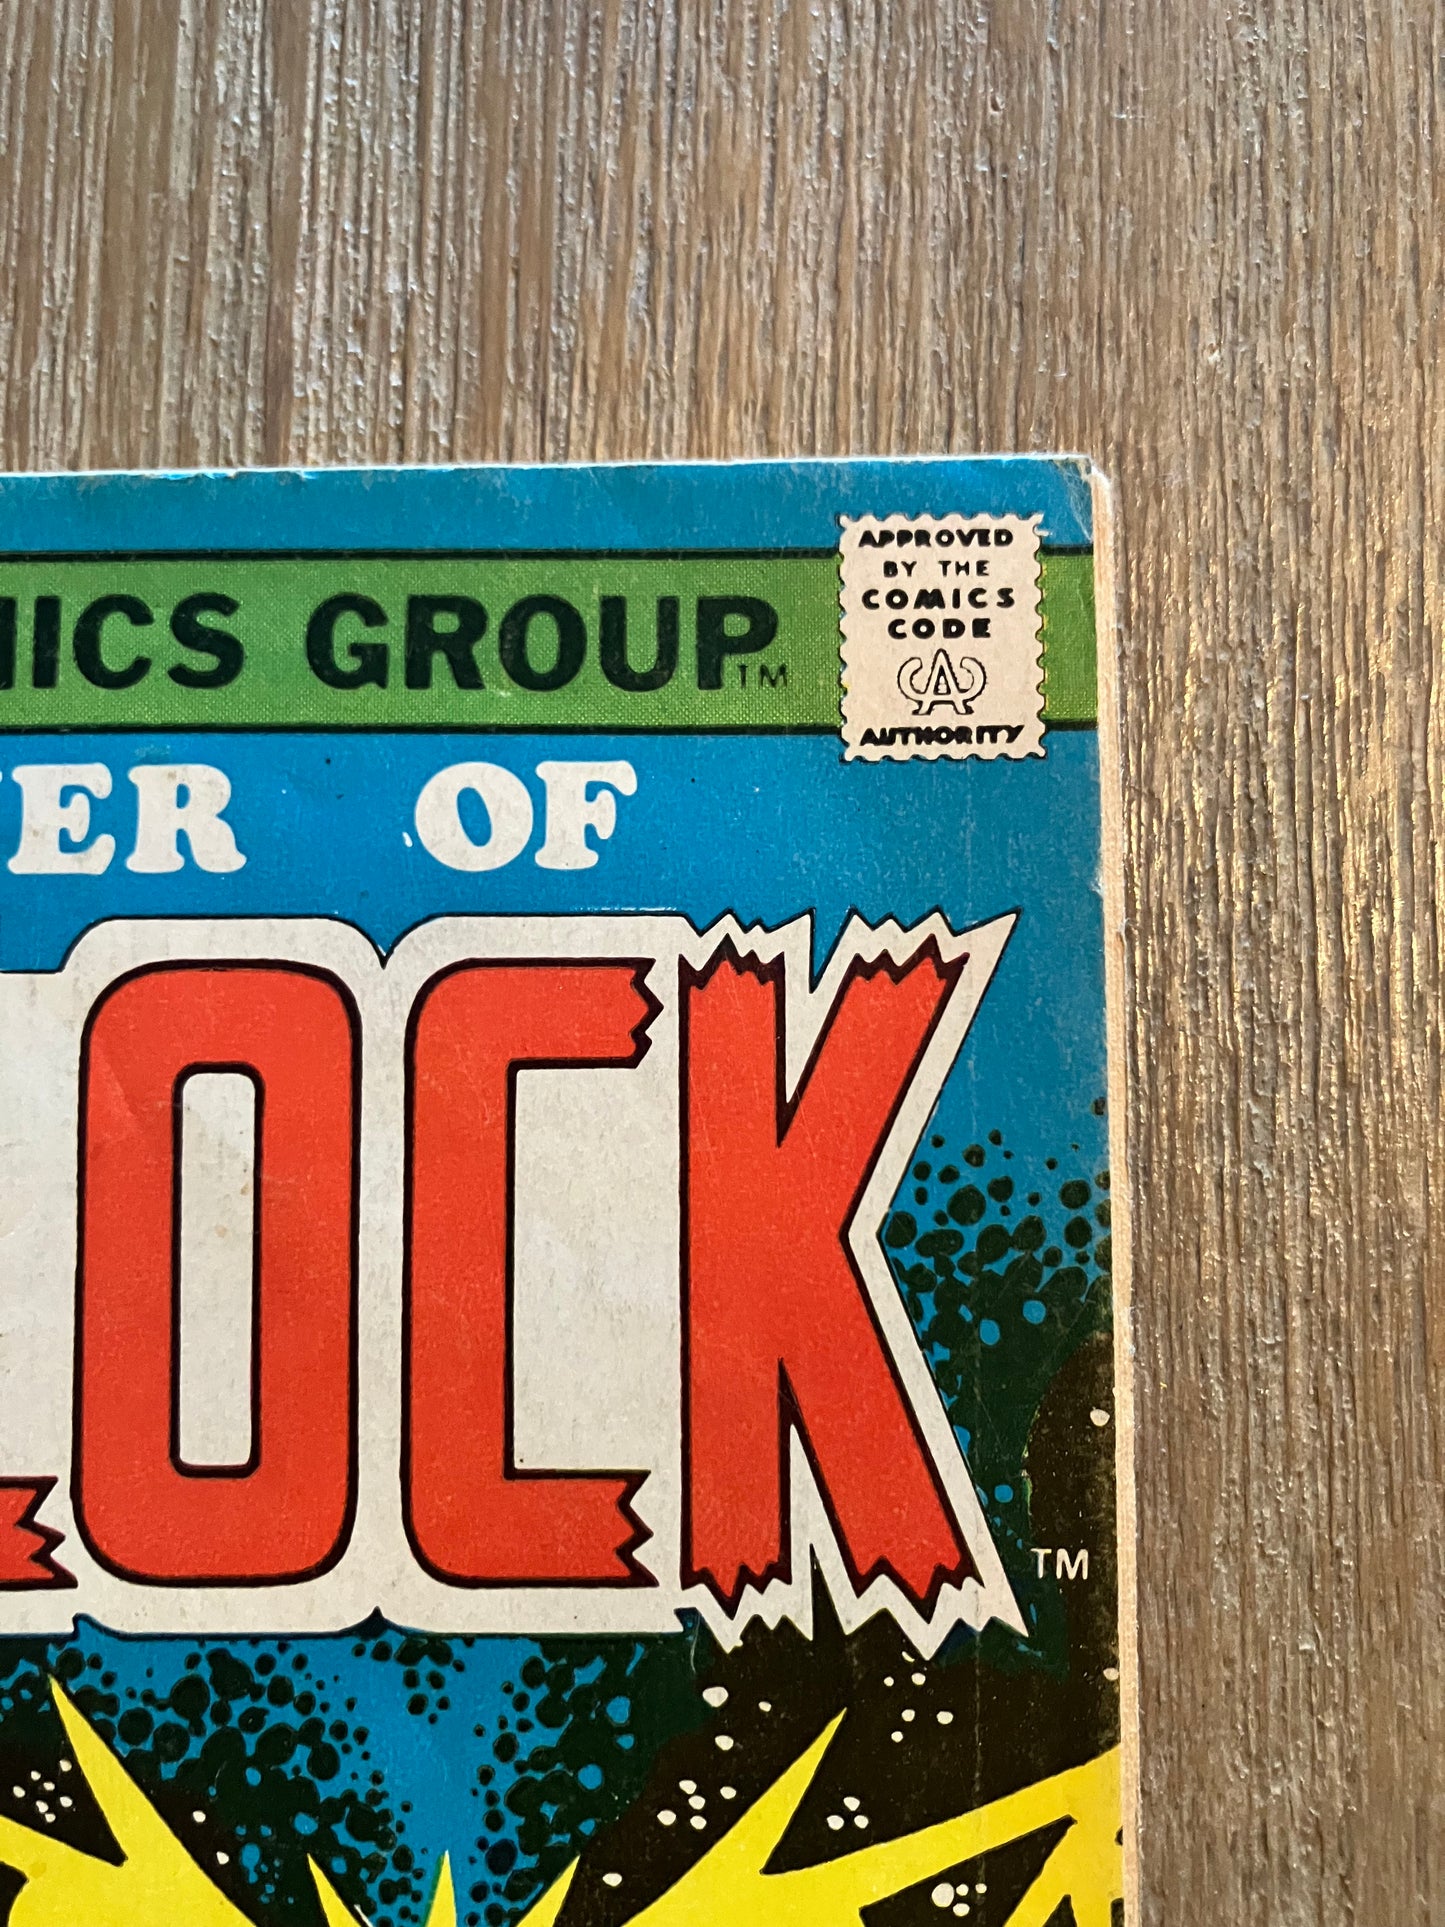 MICS GROUP TM
APPROVED
BY THE
COMICS
CODE
A
AUTHORITY
ER OF
LOCK
TM